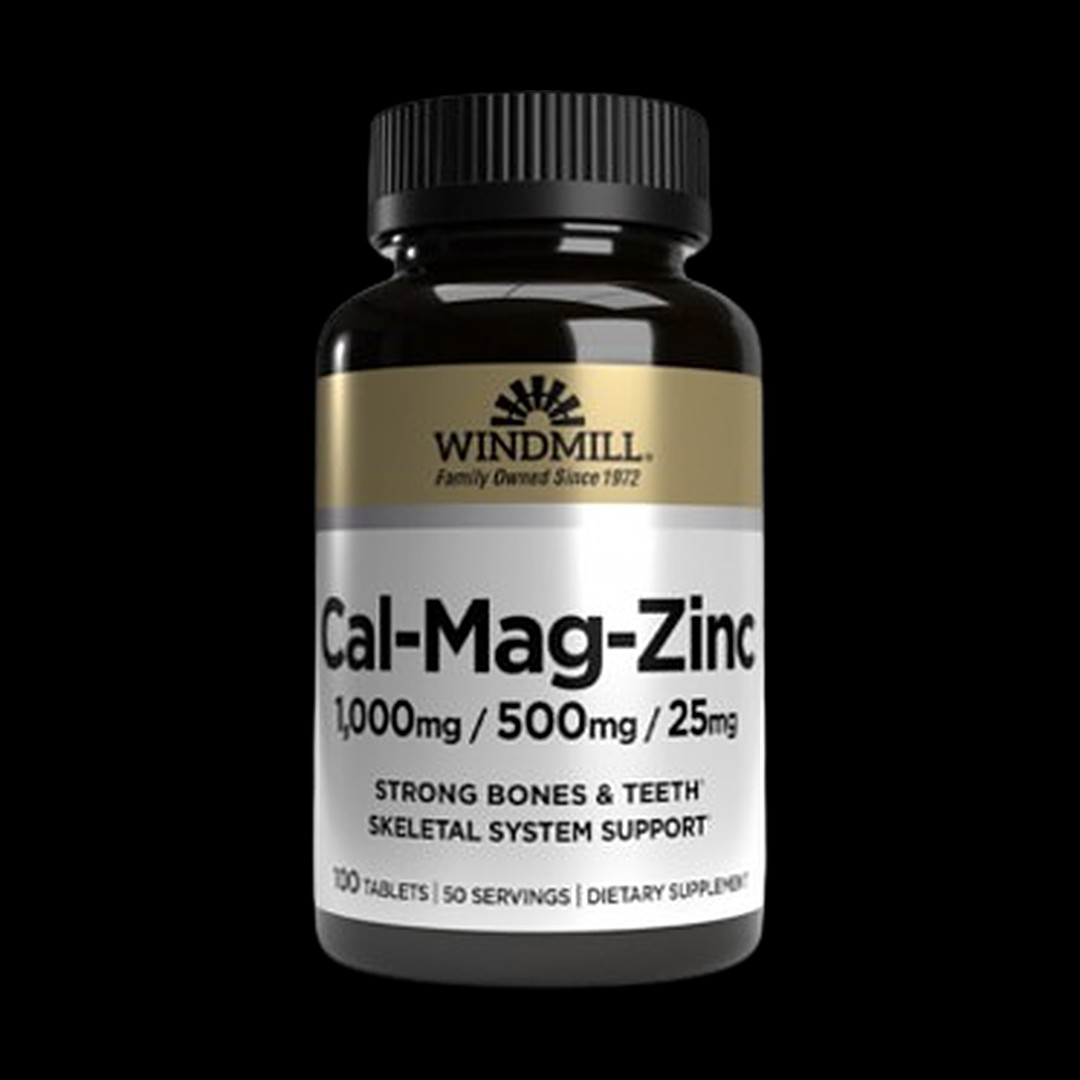 WINDMILL®
Family Owned Since 1972
Cal-Mag-Zinc
1,000mg / 500mg / 25mg
STRONG BONES & TEETH*
SKELETAL SYSTEM SUPPORT*
100 TABLETS | 50 SERVINGS | DIETARY SUPPLEMENT